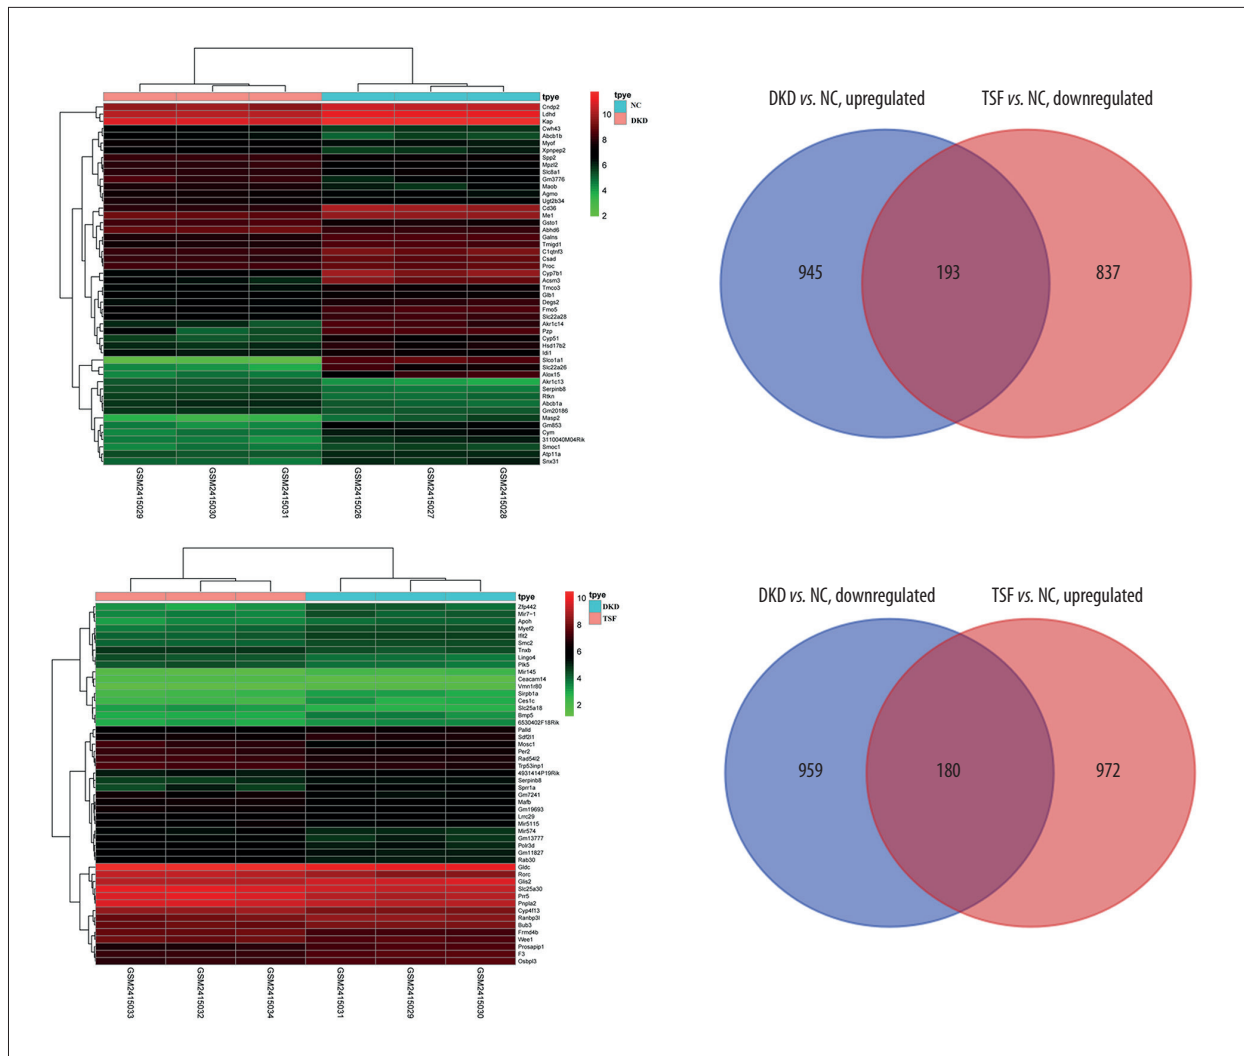 tpye
NC
DKD
10
8
6
4
2
Cndp2
Ldhd
Kap
Cwh43
Abcb1b
Myof
Xpnpep2
Spp2
Mpzl2
Slc8a1
Gm3776
Maob
Agmo
Ugt2b34
Cd36
Me1
Gsto1
Abhd6
Galns
Tmigd1
C1qtnf3
Csad
Proc
Cyp7b1
Acsm3
Tmco3
Glb1
Degs2
Fmo5
Slc22a28
Akr1c14
Pzp
Cyp51
Hsd17b2
Idi1
Slco1a1
Slc22a26
Alox15
Akr1c13
Serpinb8
Rtkn
Abcb1a
Gm20186
Masp2
Gm853
Cym
3110040M04Rik
Smoc1
Atp11a
Snx31
GSM2415029
GSM2415030
GSM2415031
GSM2415026
GSM2415027
GSM2415028
DKD vs. NC, upregulated
TSF vs. NC, downregulated
945
193
837
tpye
DKD
TSF
10
8
6
4
2
Zfp442
Mir7-1
Apoh
Myef2
Ifit2
Smc2
Tnxb
Lingo4
Plk5
Mir145
Ceacam14
Vmn1r80
Sirpb1a
Ces1c
Slc25a18
Bmp5
6530402F18Rik
Palld
Sdf2l1
Mosc1
Per2
Rad54l2
Trp53inp1
4931414P19Rik
Serpinb8
Sprr1a
Gm7241
Mafb
Gm19693
Lrrc29
Mir5115
Mir574
Gm13777
Polr3d
Gm11827
Rab30
Gldc
Rorc
Glis2
Slc25a30
Prr5
Pnpla2
Cyp4f13
Ranbp3l
Bub3
Frmd4b
Wee1
Prosapip1
F3
Osbpl3
GSM2415033
GSM2415032
GSM2415034
GSM2415031
GSM2415029
GSM2415030
DKD vs. NC, downregulated
TSF vs. NC, upregulated
959
180
972